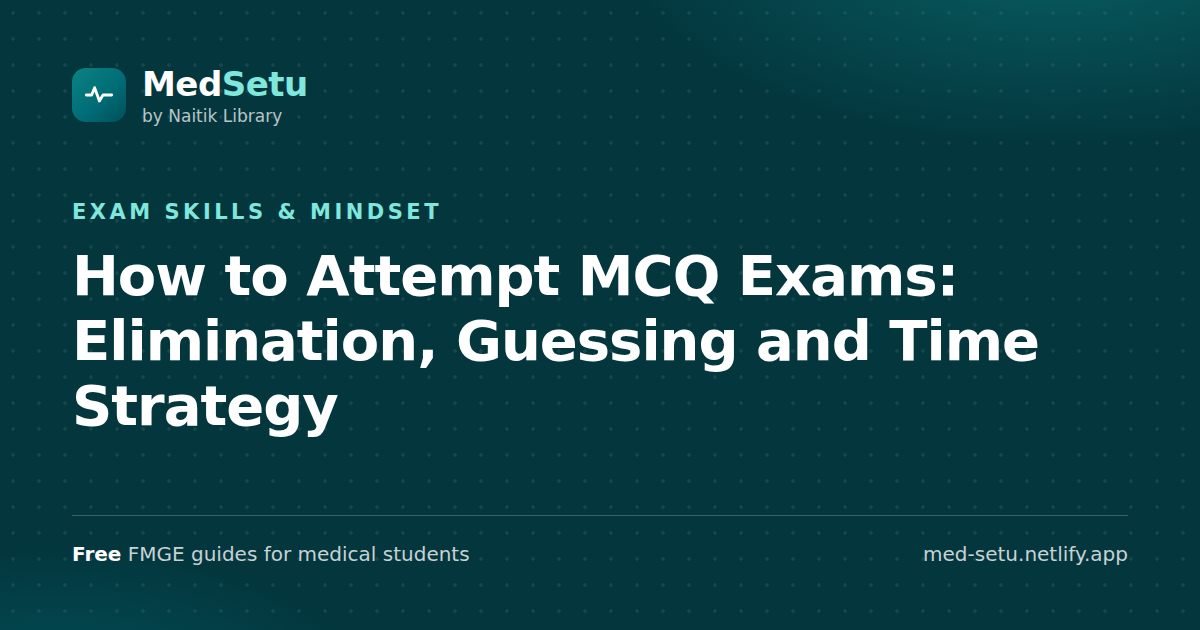 MedSetu
by Naitik Library
EXAM SKILLS & MINDSET
How to Attempt MCQ Exams:
Elimination, Guessing and Time
Strategy
Free FMGE guides for medical students
med-setu.netlify.app